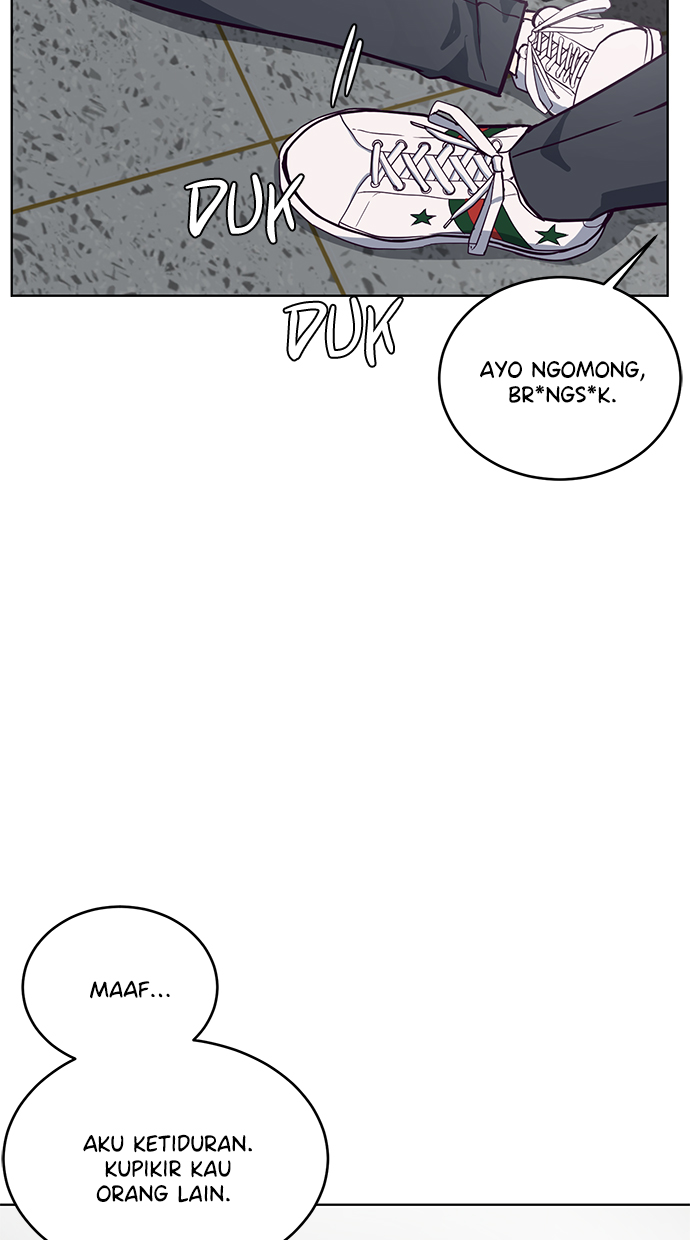 DUK
DUK
AYO NGOMONG,
BR*NGS*K.
MAAF...
AKU KETIDURAN.
KUPIKIR KAU
ORANG LAIN.